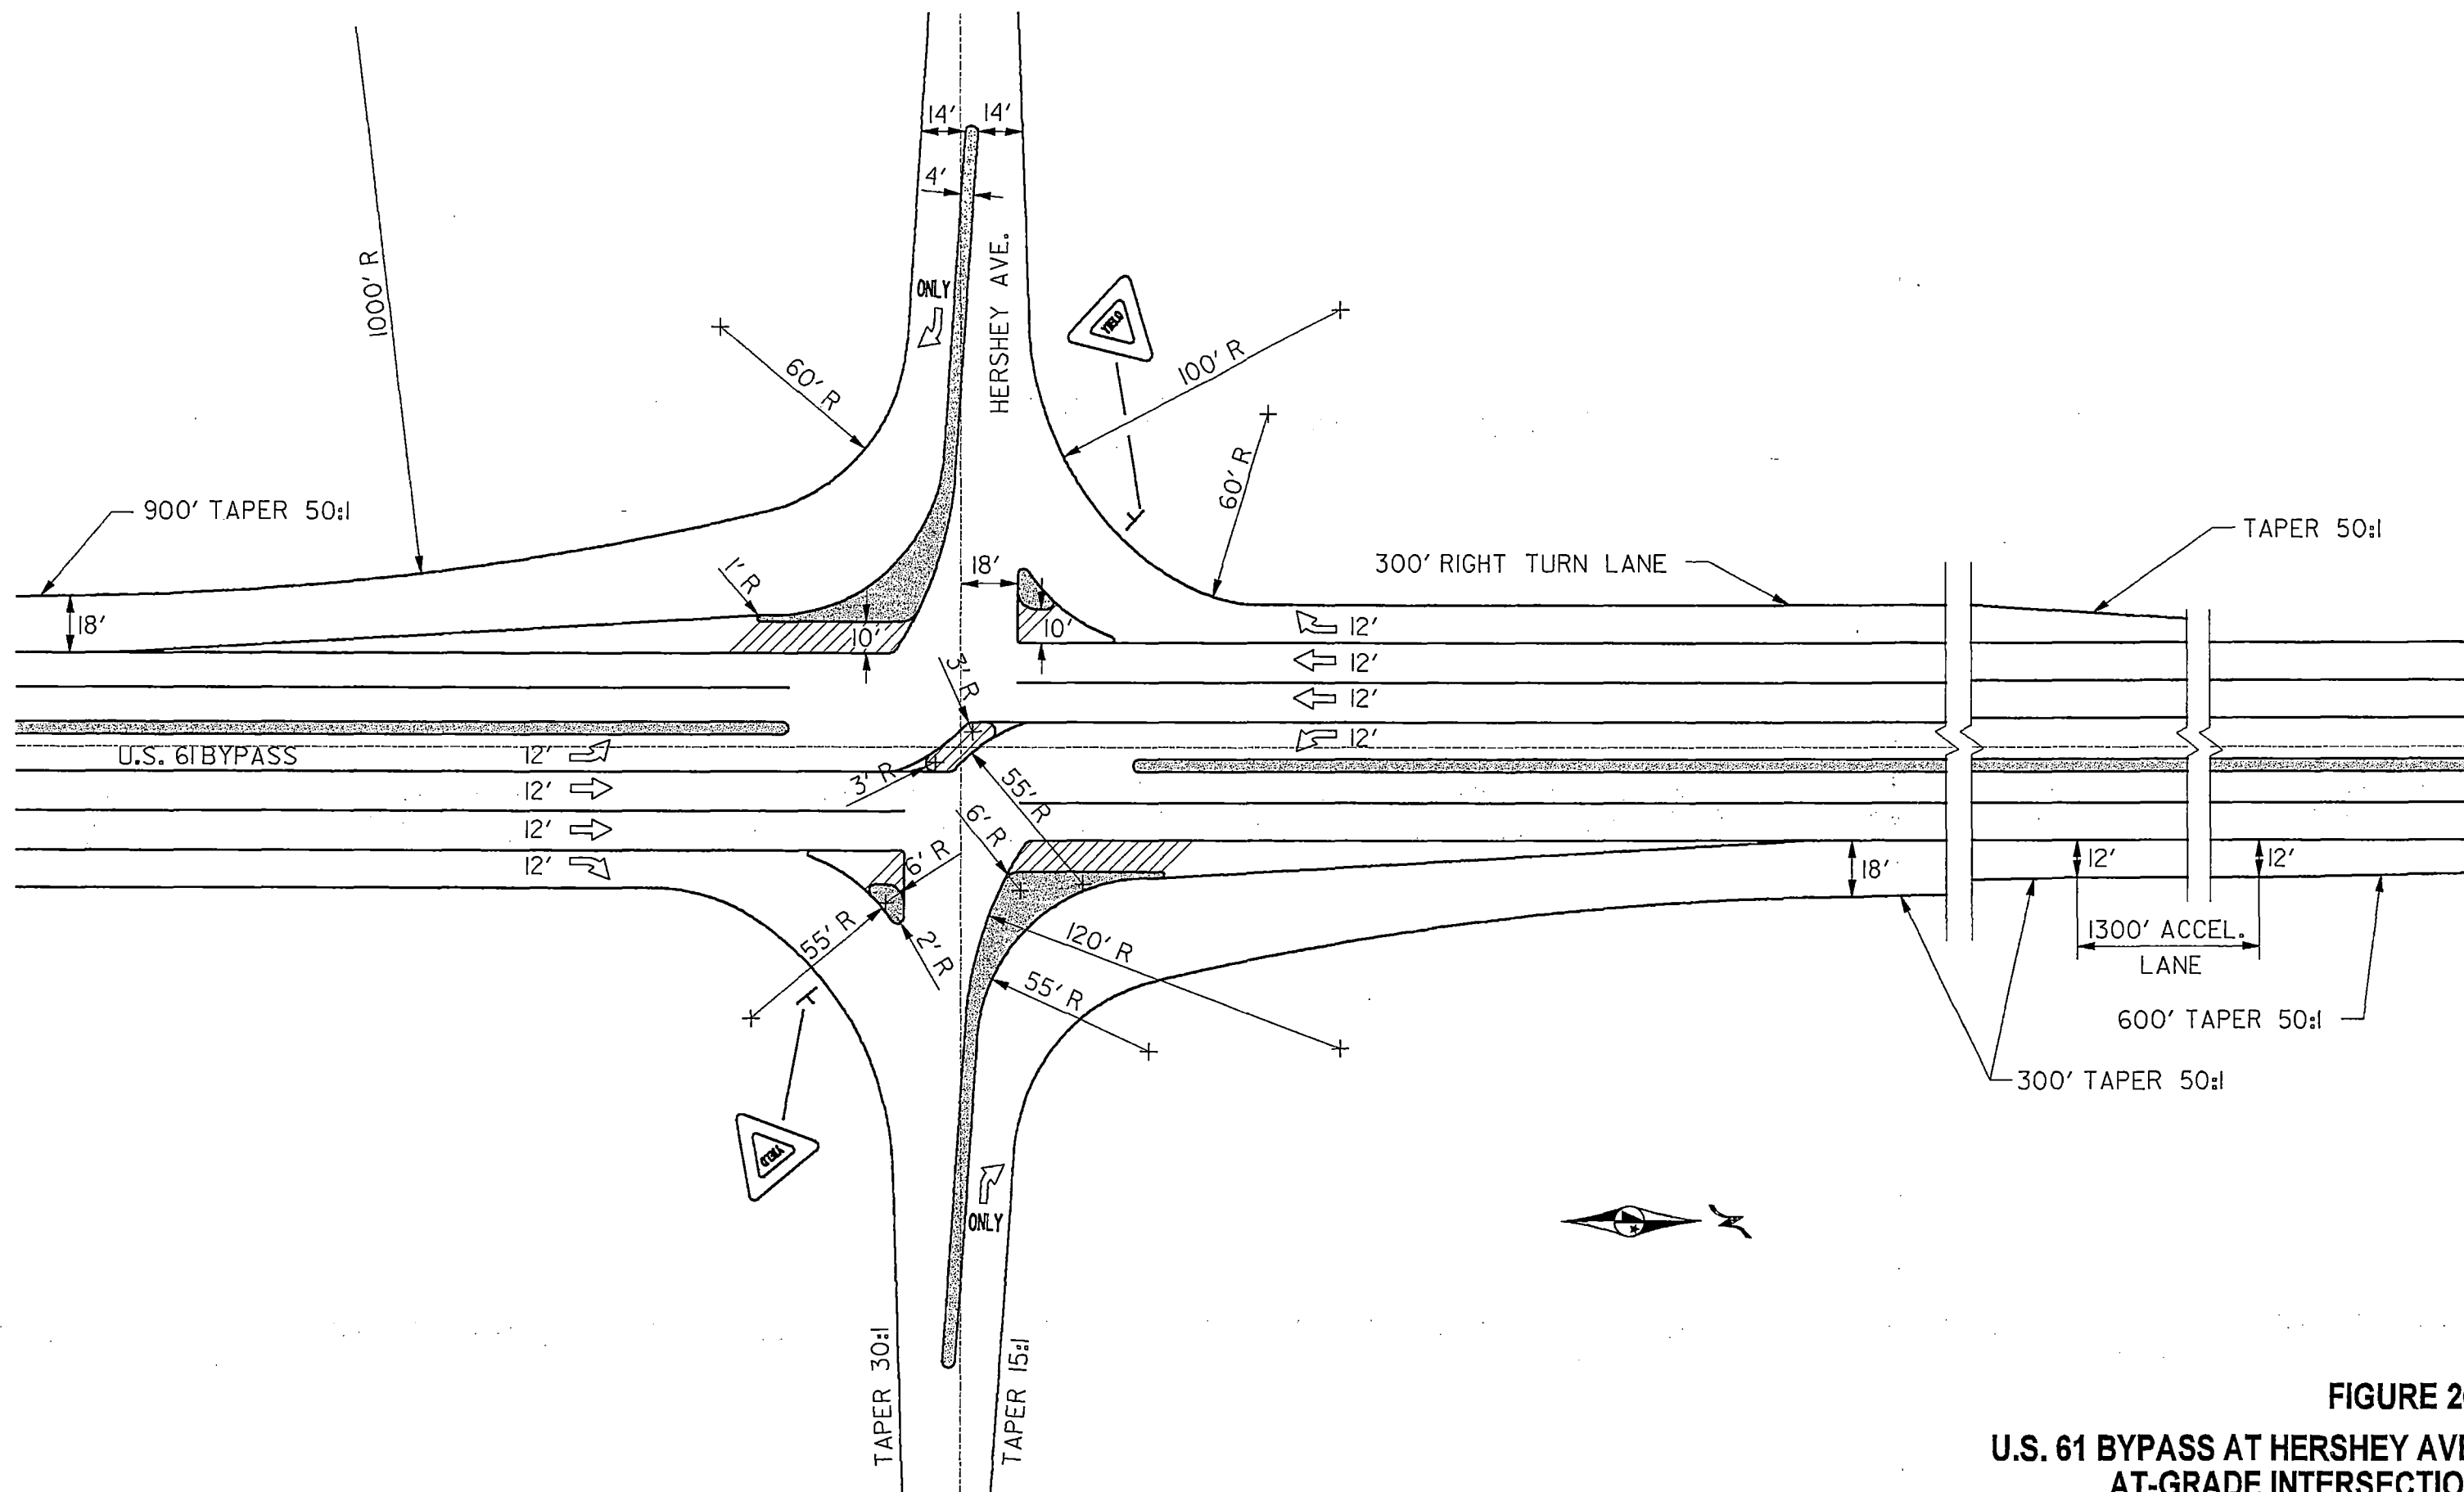 14'
14'
4'
HERSHEY AVE.
1000' R
ONLY
YIELD
60' R
100' R
60' R
900' TAPER 50:1
TAPER 50:1
300' RIGHT TURN LANE
1' R
18'
18'
10'
10'
12'
12'
12'
12'
3' R
U.S. 61 BYPASS
12'
12'
12'
12'
3' R
55' R
6' R
6' R
55' R
2' R
120' R
55' R
18'
12'
12'
1300' ACCEL.
LANE
600' TAPER 50:1
300' TAPER 50:1
YIELD
ONLY
TAPER 30:1
TAPER 15:1
N
FIGURE 2
U.S. 61 BYPASS AT HERSHEY AVE
AT-GRADE INTERSECTIO